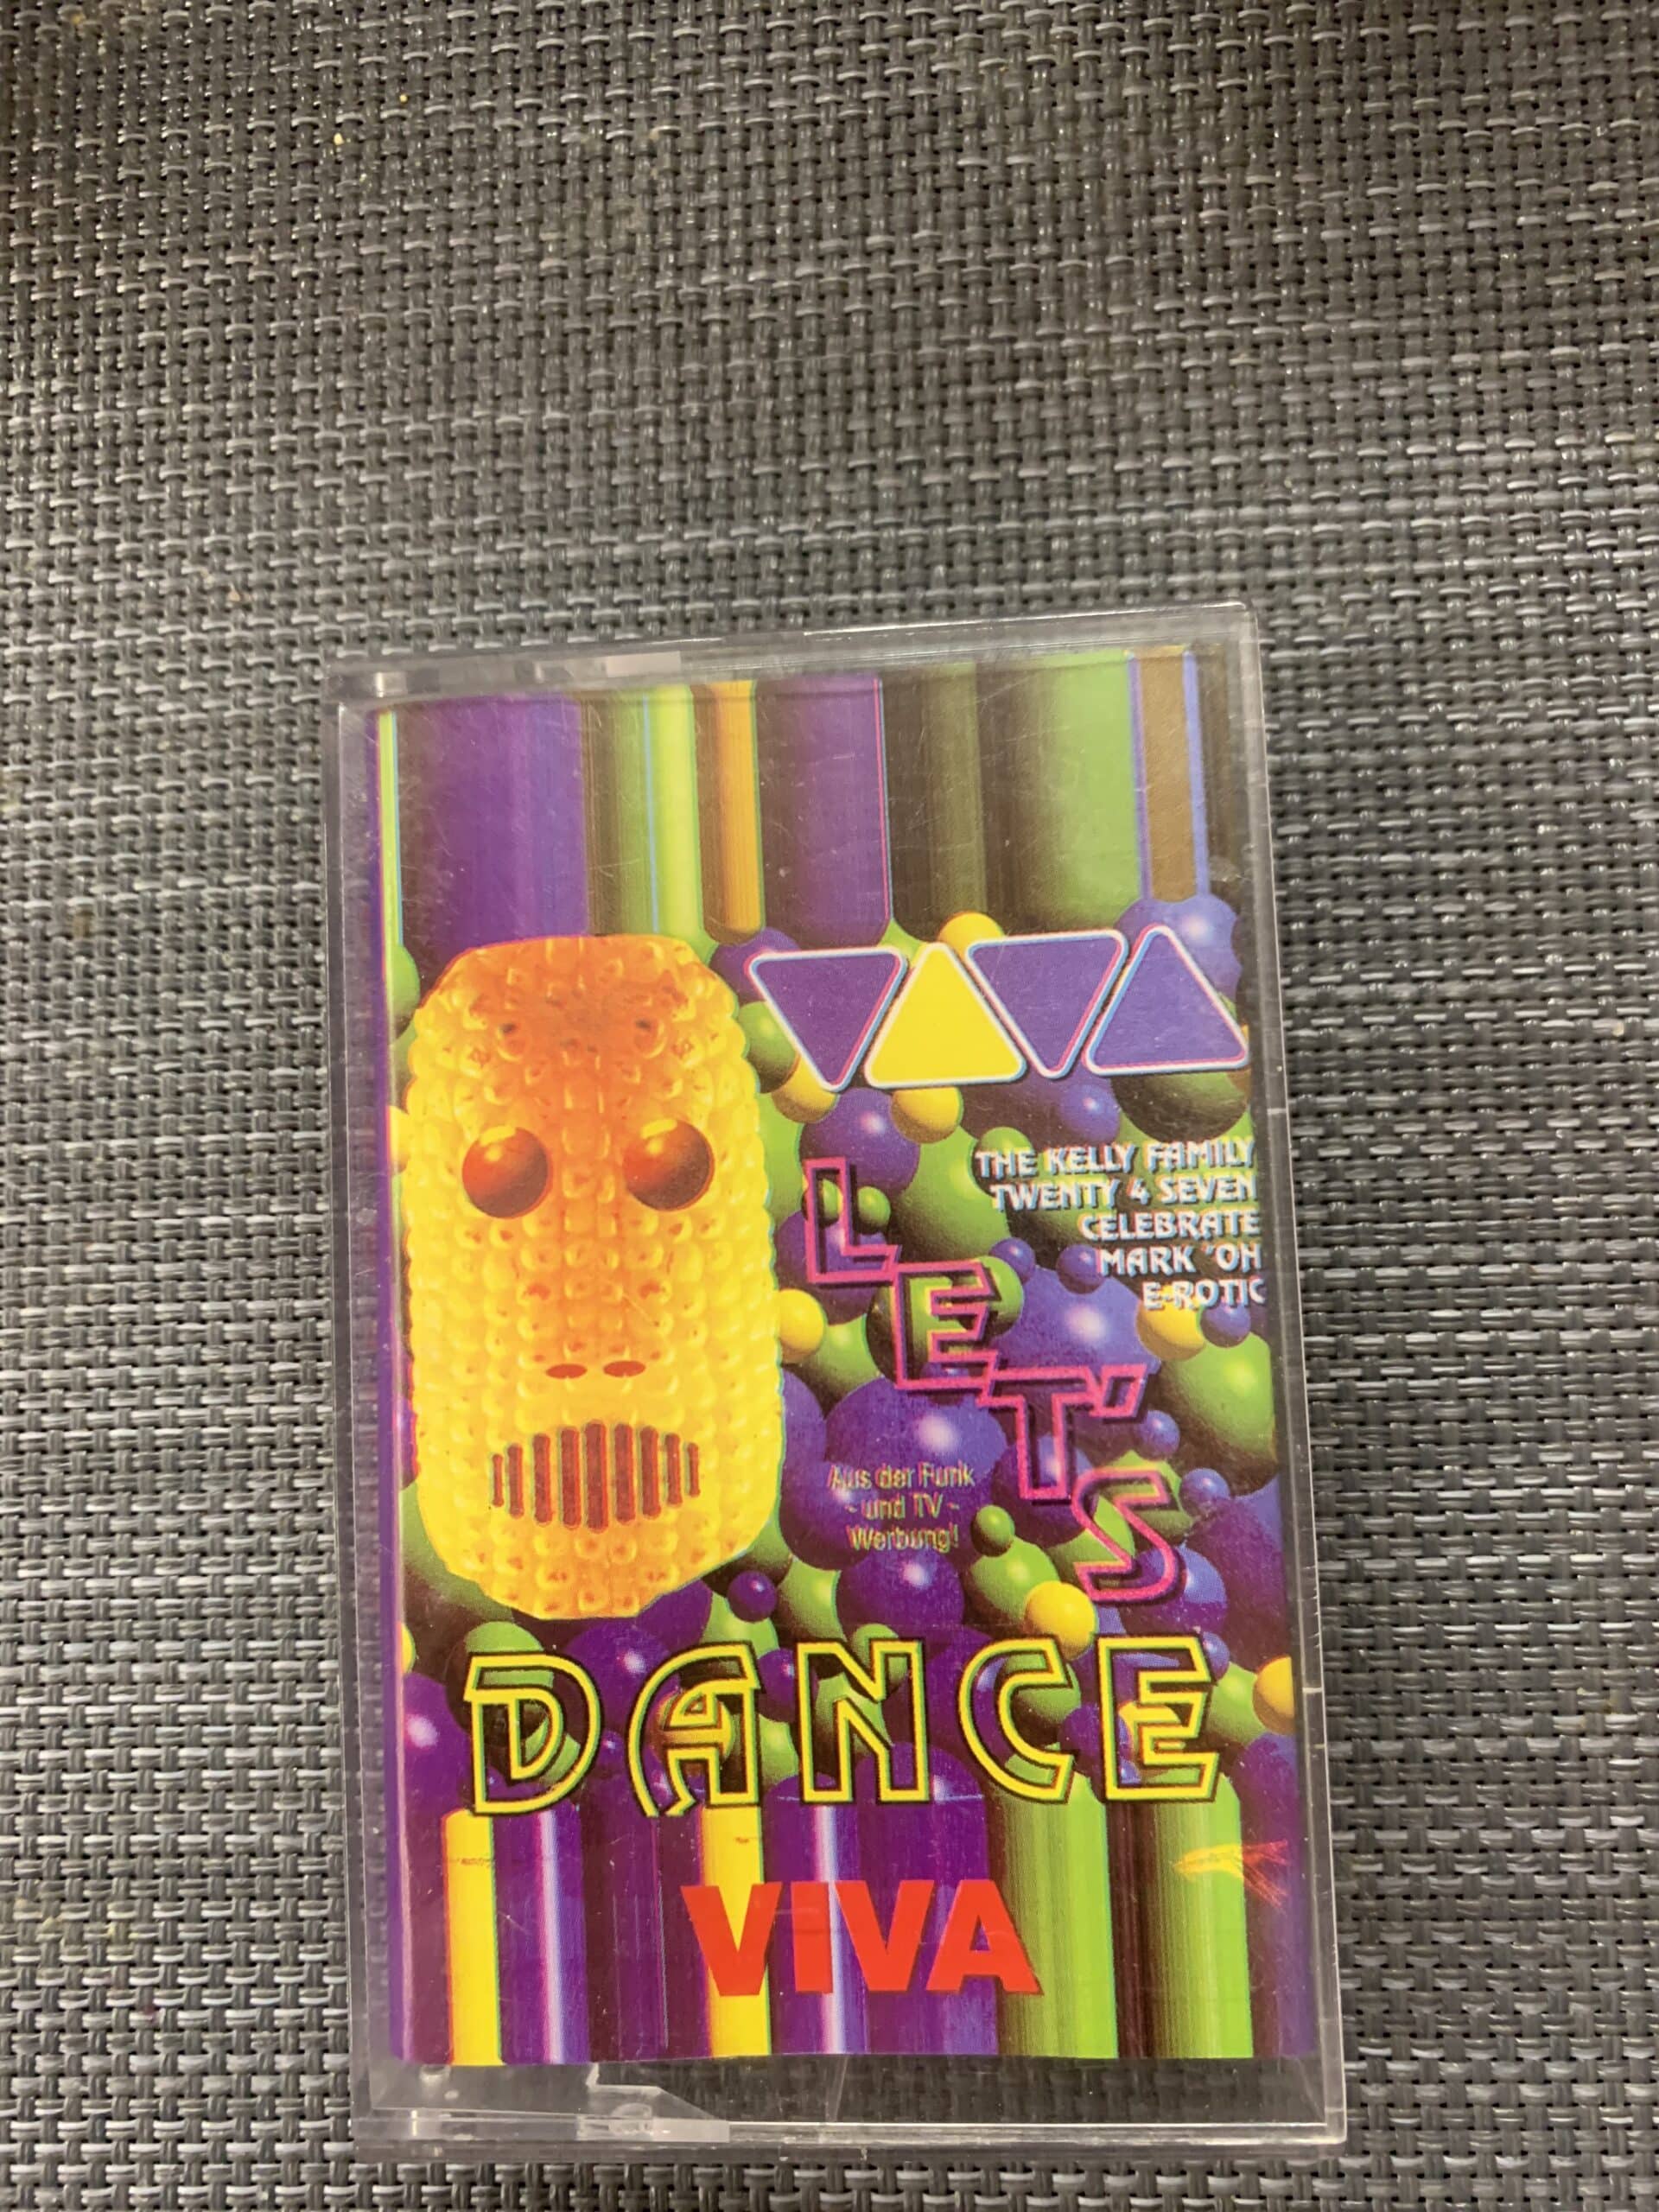 VIVA
THE KELLY FAMILY
TWENTY 4 SEVEN
CELEBRATE
MARK 'OH
E-ROTIC
LET'S
Aus der Funk
- und TV -
Werbung!
DANCE
VIVA